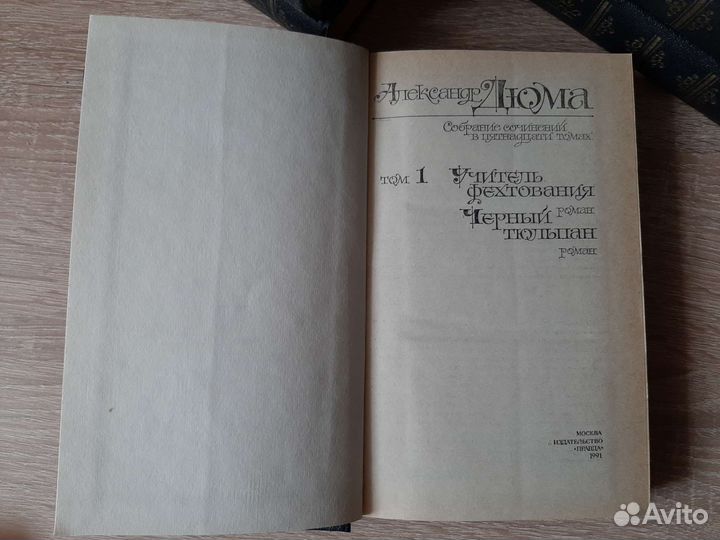 Александр Дюма
Собрание сочинений
в пятнадцати томах
том 1 Учитель
фехтования
роман
Черный
тюльпан
роман
МОСКВА
ИЗДАТЕЛЬСТВО
«ПРАВДА»
1991
Avito